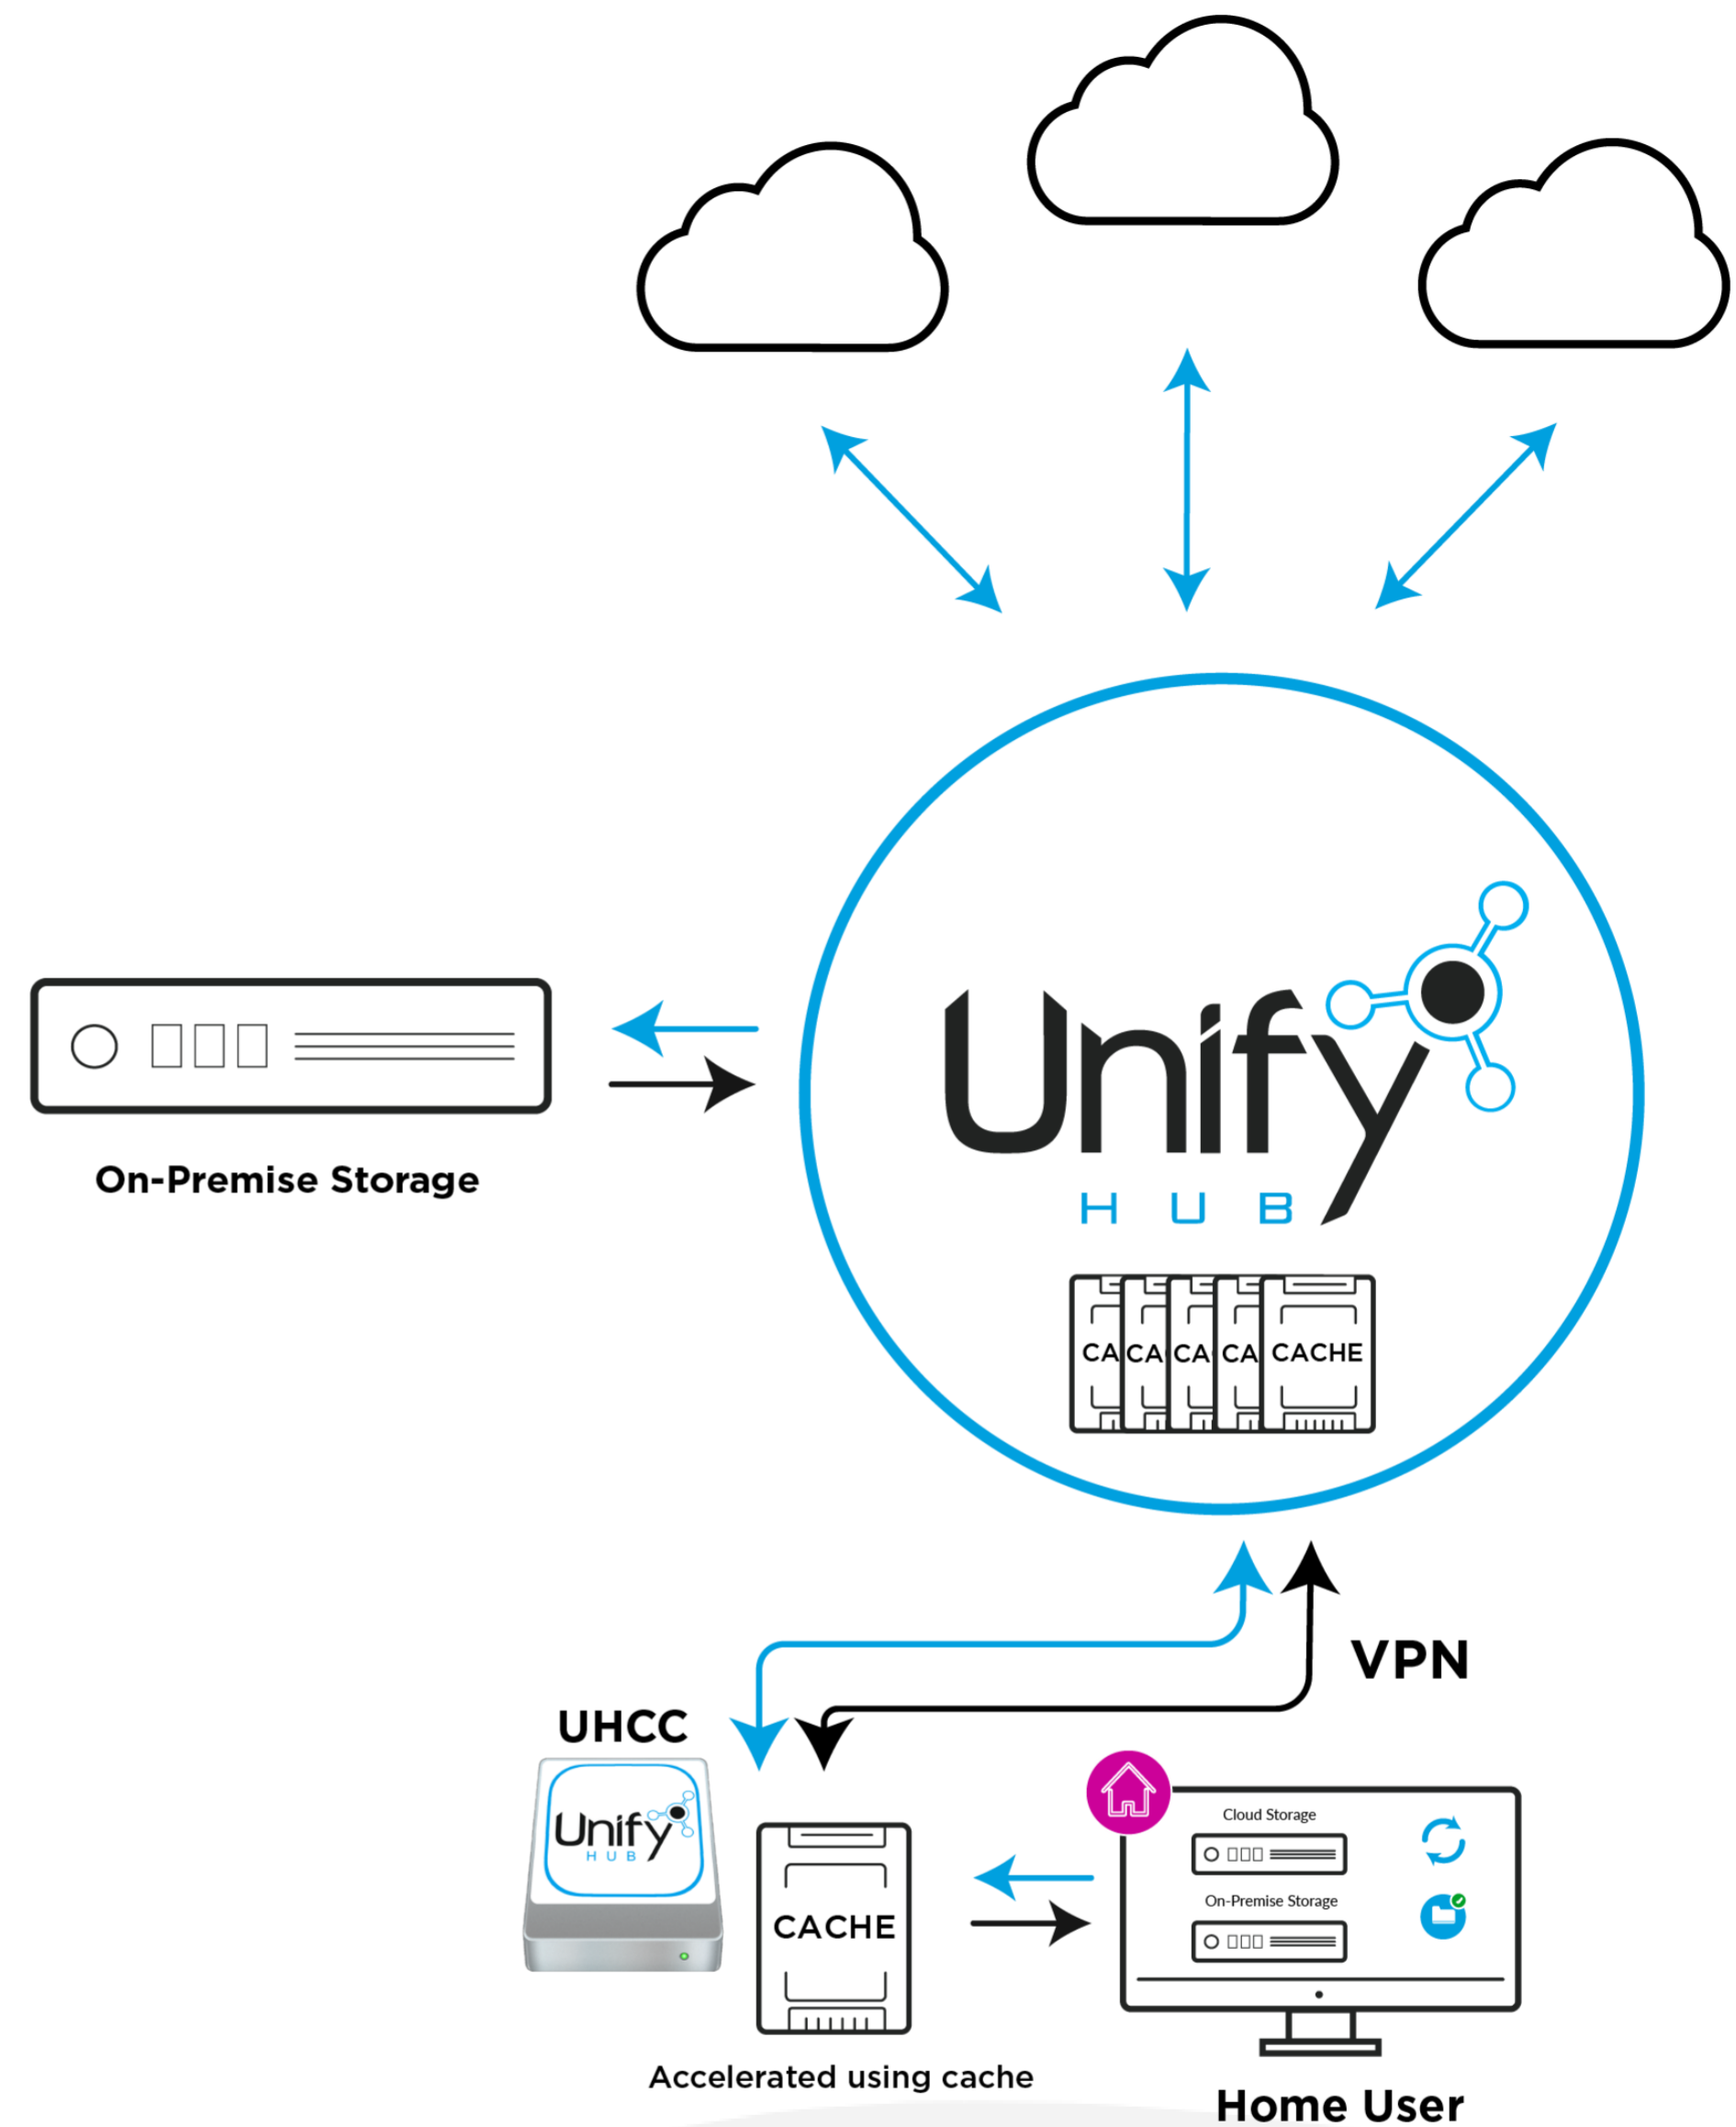 Unify
HUB
On-Premise Storage
CA CA CA CA CACHE
VPN
UHCC
Unify
HUB
CACHE
Cloud Storage
On-Premise Storage
Accelerated using cache
Home User